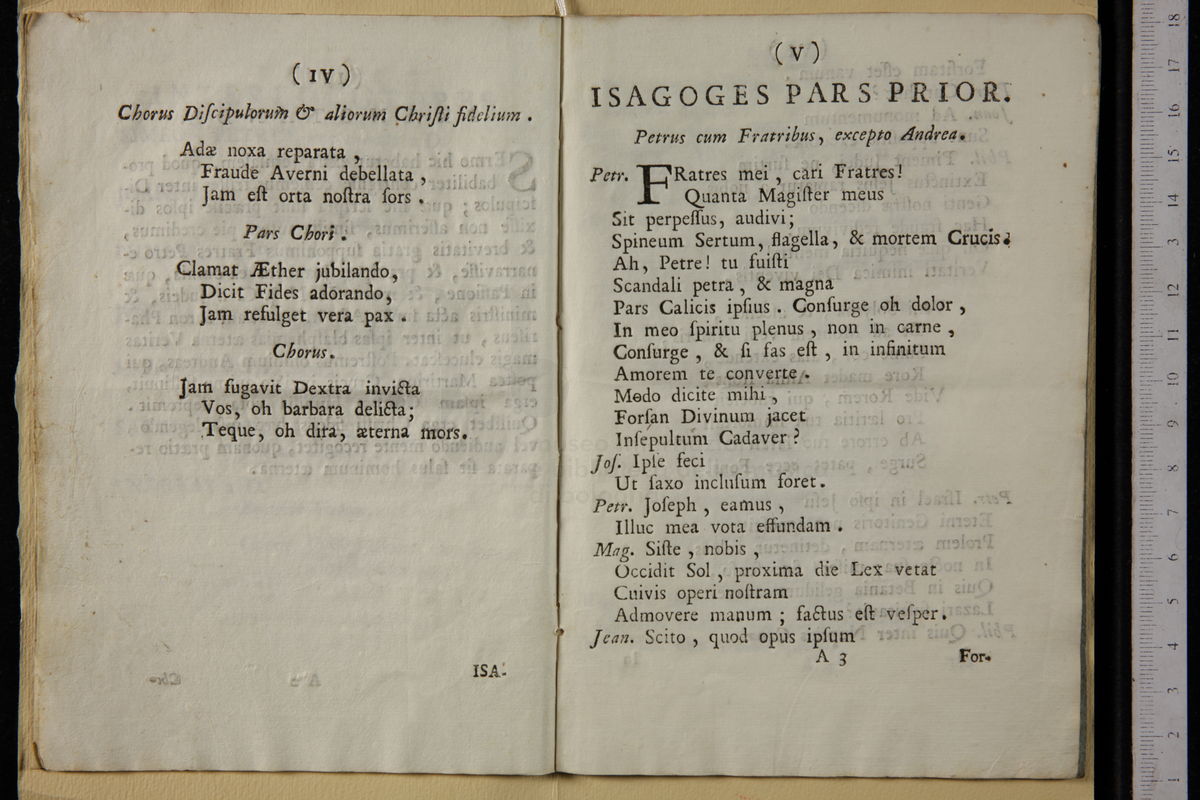 (IV)
Chorus Diſcipulorum & aliorum Chriſti fidelium .
Adæ noxa reparata ,
Fraude Averni debellata ,
Jam eſt orta noſtra ſors .
Pars Chori .
Clamat Æther jubilando,
Dicit Fides adorando,
Jam refulget vera pax .
Chorus.
Jam fugavit Dextra invicta
Vos, oh barbara delicta;
Teque, oh dira, æterna mors.
ISA-
(V)
ISAGOGES PARS PRIOR.
Petrus cum Fratribus, excepto Andrea.
Petr. FRatres mei , cari Fratres!
Quanta Magiſter meus
Sit perpeſſus, audivi;
Spineum Sertum, flagella, & mortem Crucis.
Ah, Petre! tu fuiſti
Scandali petra , & magna
Pars Calicis ipſius . Conſurge oh dolor ,
In meo ſpiritu plenus , non in carne ,
Conſurge , & ſi fas eſt , in infinitum
Amorem te converte .
Modo dicite mihi ,
Forſan Divinum jacet
Inſepultum Cadaver ?
Joſ. Ipſe feci
Ut ſaxo incluſum foret.
Petr. Joſeph , eamus ,
Illuc mea vota effundam .
Mag. Siſte , nobis ,
Occidit Sol , proxima die Lex vetat
Cuivis operi noſtram
Admovere manum ; factus eſt veſper.
Jean. Scito , quod opus ipſum
A 3
For-